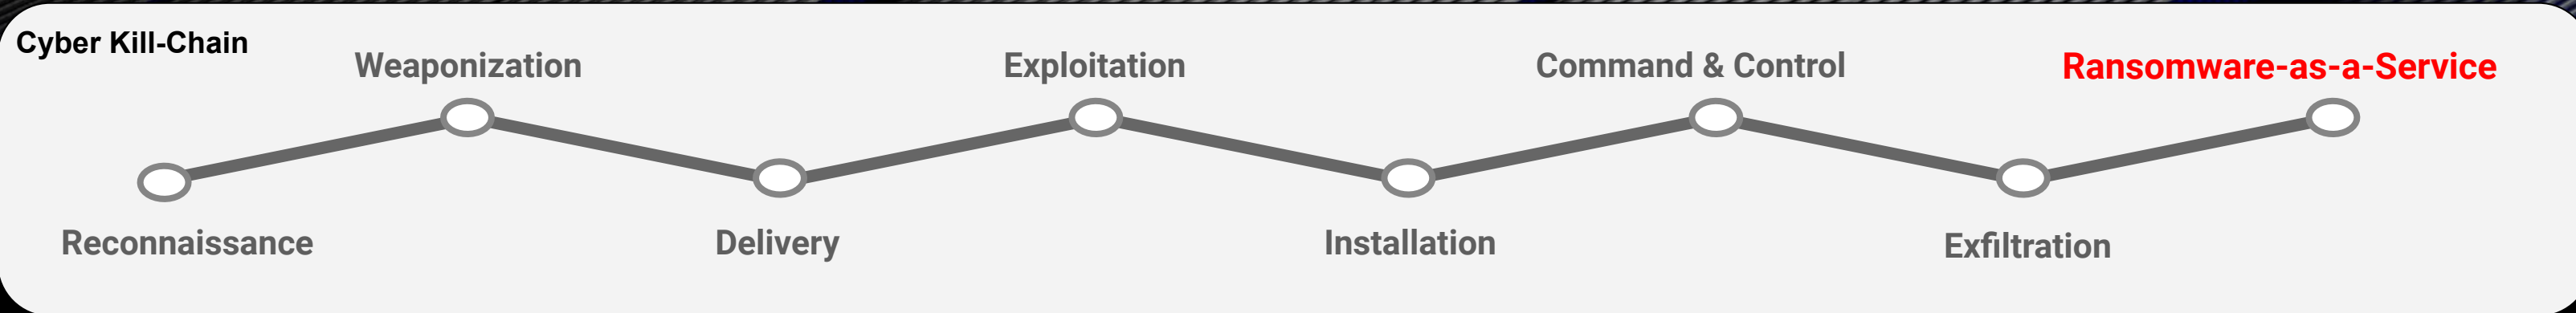 Cyber Kill-Chain
Weaponization
Exploitation
Command & Control
Ransomware-as-a-Service
Reconnaissance
Delivery
Installation
Exfiltration